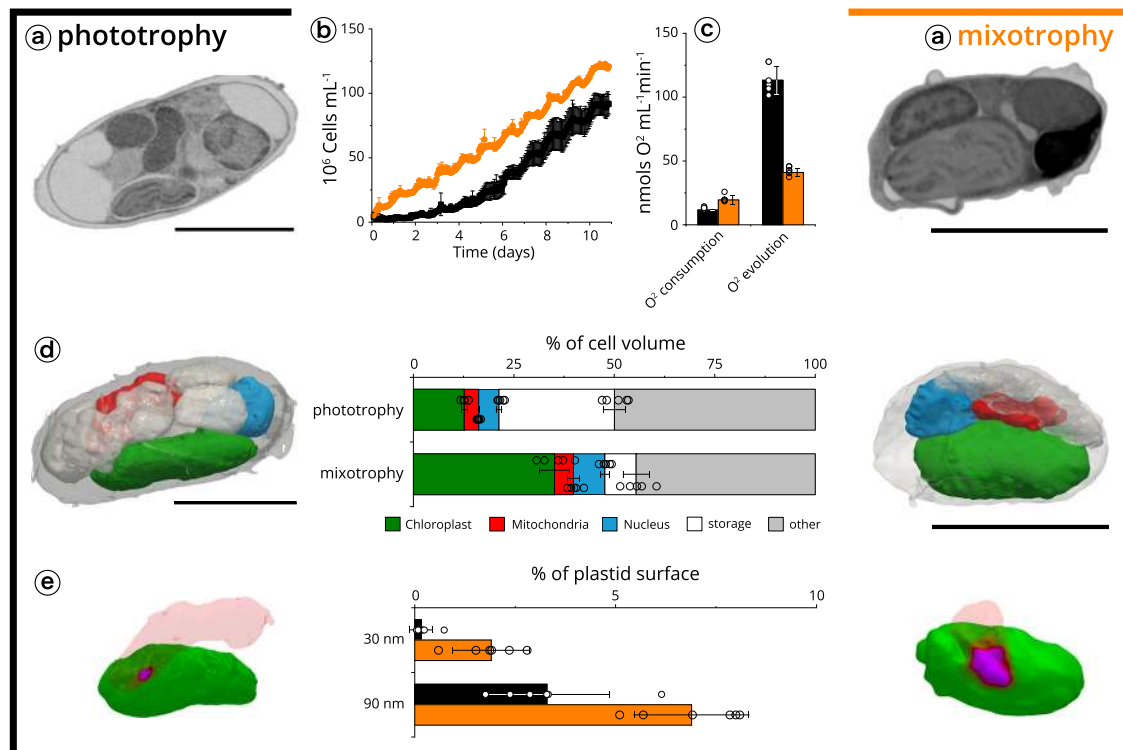 ⓐ phototrophy
ⓑ
ⓒ
ⓐ mixotrophy
150
100
50
0
10⁶ Cells mL⁻¹
0 2 4 6 8 10
Time (days)
150
100
50
0
nmols O² mL⁻¹min⁻¹
O² consumption
O² evolution
ⓓ
% of cell volume
0 25 50 75 100
phototrophy
mixotrophy
Chloroplast Mitochondria Nucleus storage other
ⓔ
% of plastid surface
0 5 10
30 nm
90 nm